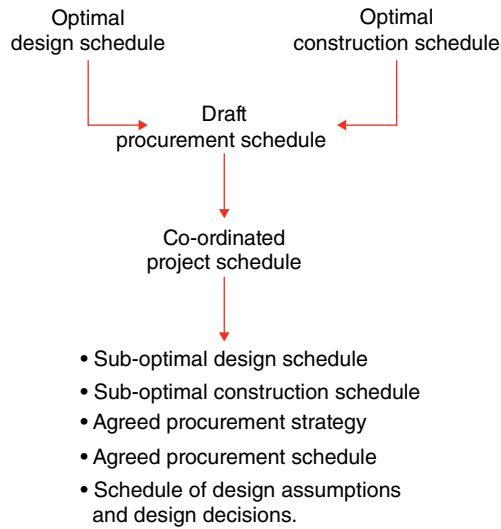 Optimal
design schedule
Optimal
construction schedule
Draft
procurement schedule
Co-ordinated
project schedule
• Sub-optimal design schedule
• Sub-optimal construction schedule
• Agreed procurement strategy
• Agreed procurement schedule
• Schedule of design assumptions
and design decisions.